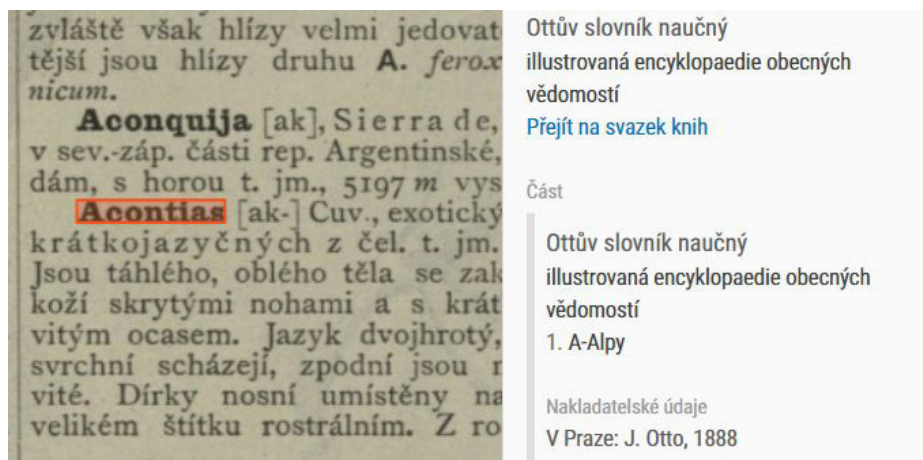 zvláště však hlízy velmi jedovat
tější jsou hlízy druhu A. ferox
nicum.
Aconquija [ak], Sierra de,
v sev.-záp. části rep. Argentinské,
dám, s horou t. jm., 5197 m vys
Acontias [ak-] Cuv., exotický
krátkojazyčných z čel. t. jm.
Jsou táhlého, oblého těla se zak
koží skrytými nohami a s krát
vitým ocasem. Jazyk dvojhrotý,
svrchní scházejí, zpodní jsou
vité. Dírky nosní umístěny na
velikém štítku rostrálním. Z ro
Ottův slovník naučný
illustrovaná encyklopaedie obecných
vědomostí
Přejít na svazek knih
Část
Ottův slovník naučný
illustrovaná encyklopaedie obecných
vědomostí
1. A-Alpy
Nakladatelské údaje
V Praze: J. Otto, 1888